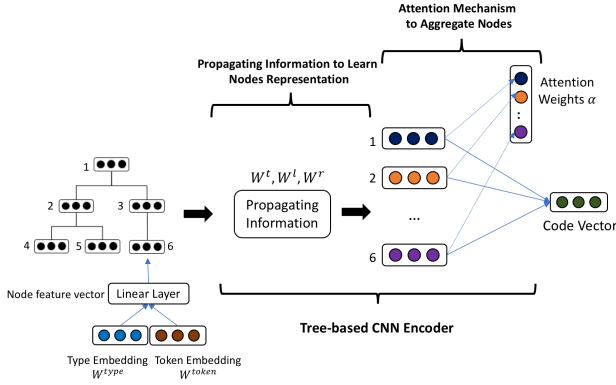 Attention Mechanism
to Aggregate Nodes
Propagating Information to Learn
Nodes Representation
Attention
Weights α
:
1
1
W^t, W^l, W^r
2
2
3
Propagating
Information
...
Code Vector
4
5
6
6
Node feature vector
Linear Layer
Tree-based CNN Encoder
Type Embedding
W^type
Token Embedding
W^token